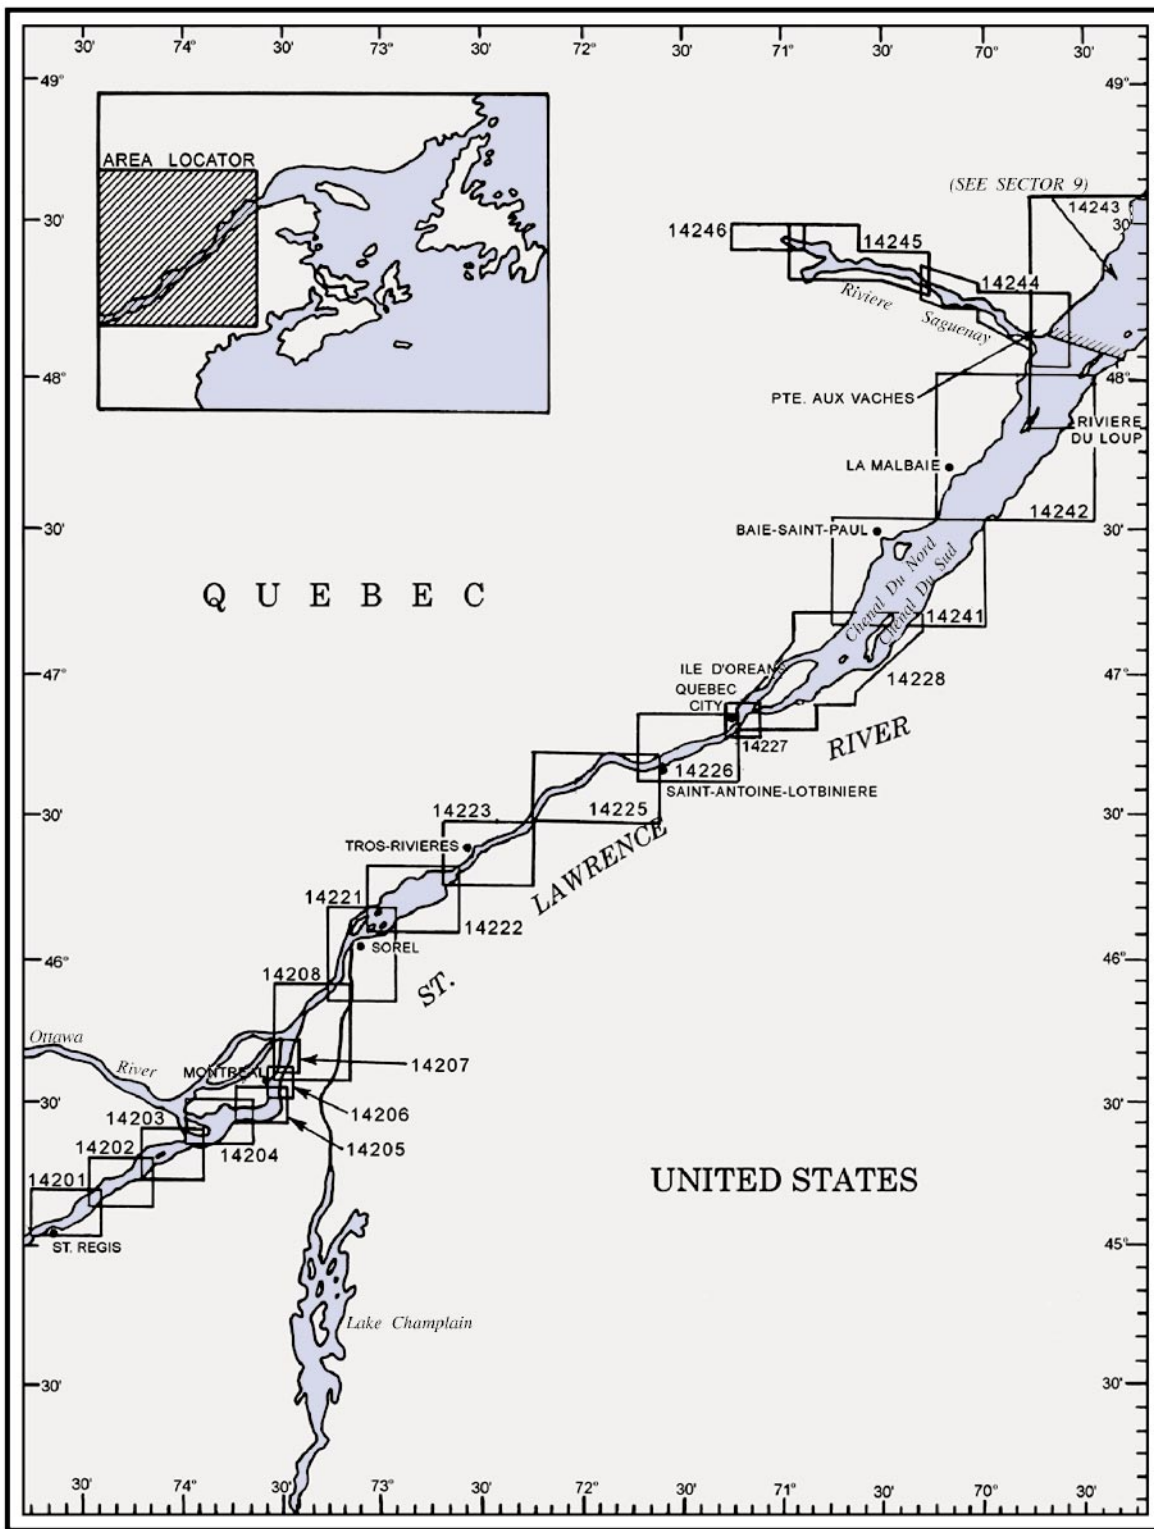 30' 74° 30' 73° 30' 72° 30' 71° 30' 70° 30'
49° 49°
AREA LOCATOR
(SEE SECTOR 9)
14243
30' 30'
14246
14245
14244
Riviere Saguenay
48° 48°
PTE. AUX VACHES
RIVIERE
DU LOUP
LA MALBAIE
14242
30' 30'
BAIE-SAINT-PAUL
Chenal Du Nord
Chenal Du Sud
QUEBEC
14241
47° 47°
ILE D'OREANS
QUEBEC
CITY
14228
14227
RIVER
14226
SAINT-ANTOINE-LOTBINIERE
30' 30'
14223
14225
TROS-RIVIERES
LAWRENCE
14221
14222
SOREL
46° 46°
14208
ST.
Ottawa
River
14207
MONTREAL
30' 30'
14206
14203
14205
14202
14204
14201
UNITED STATES
ST. REGIS
45°
Lake Champlain
30' 30'
30' 74° 30' 73° 30' 72° 30' 71° 30' 70° 30'